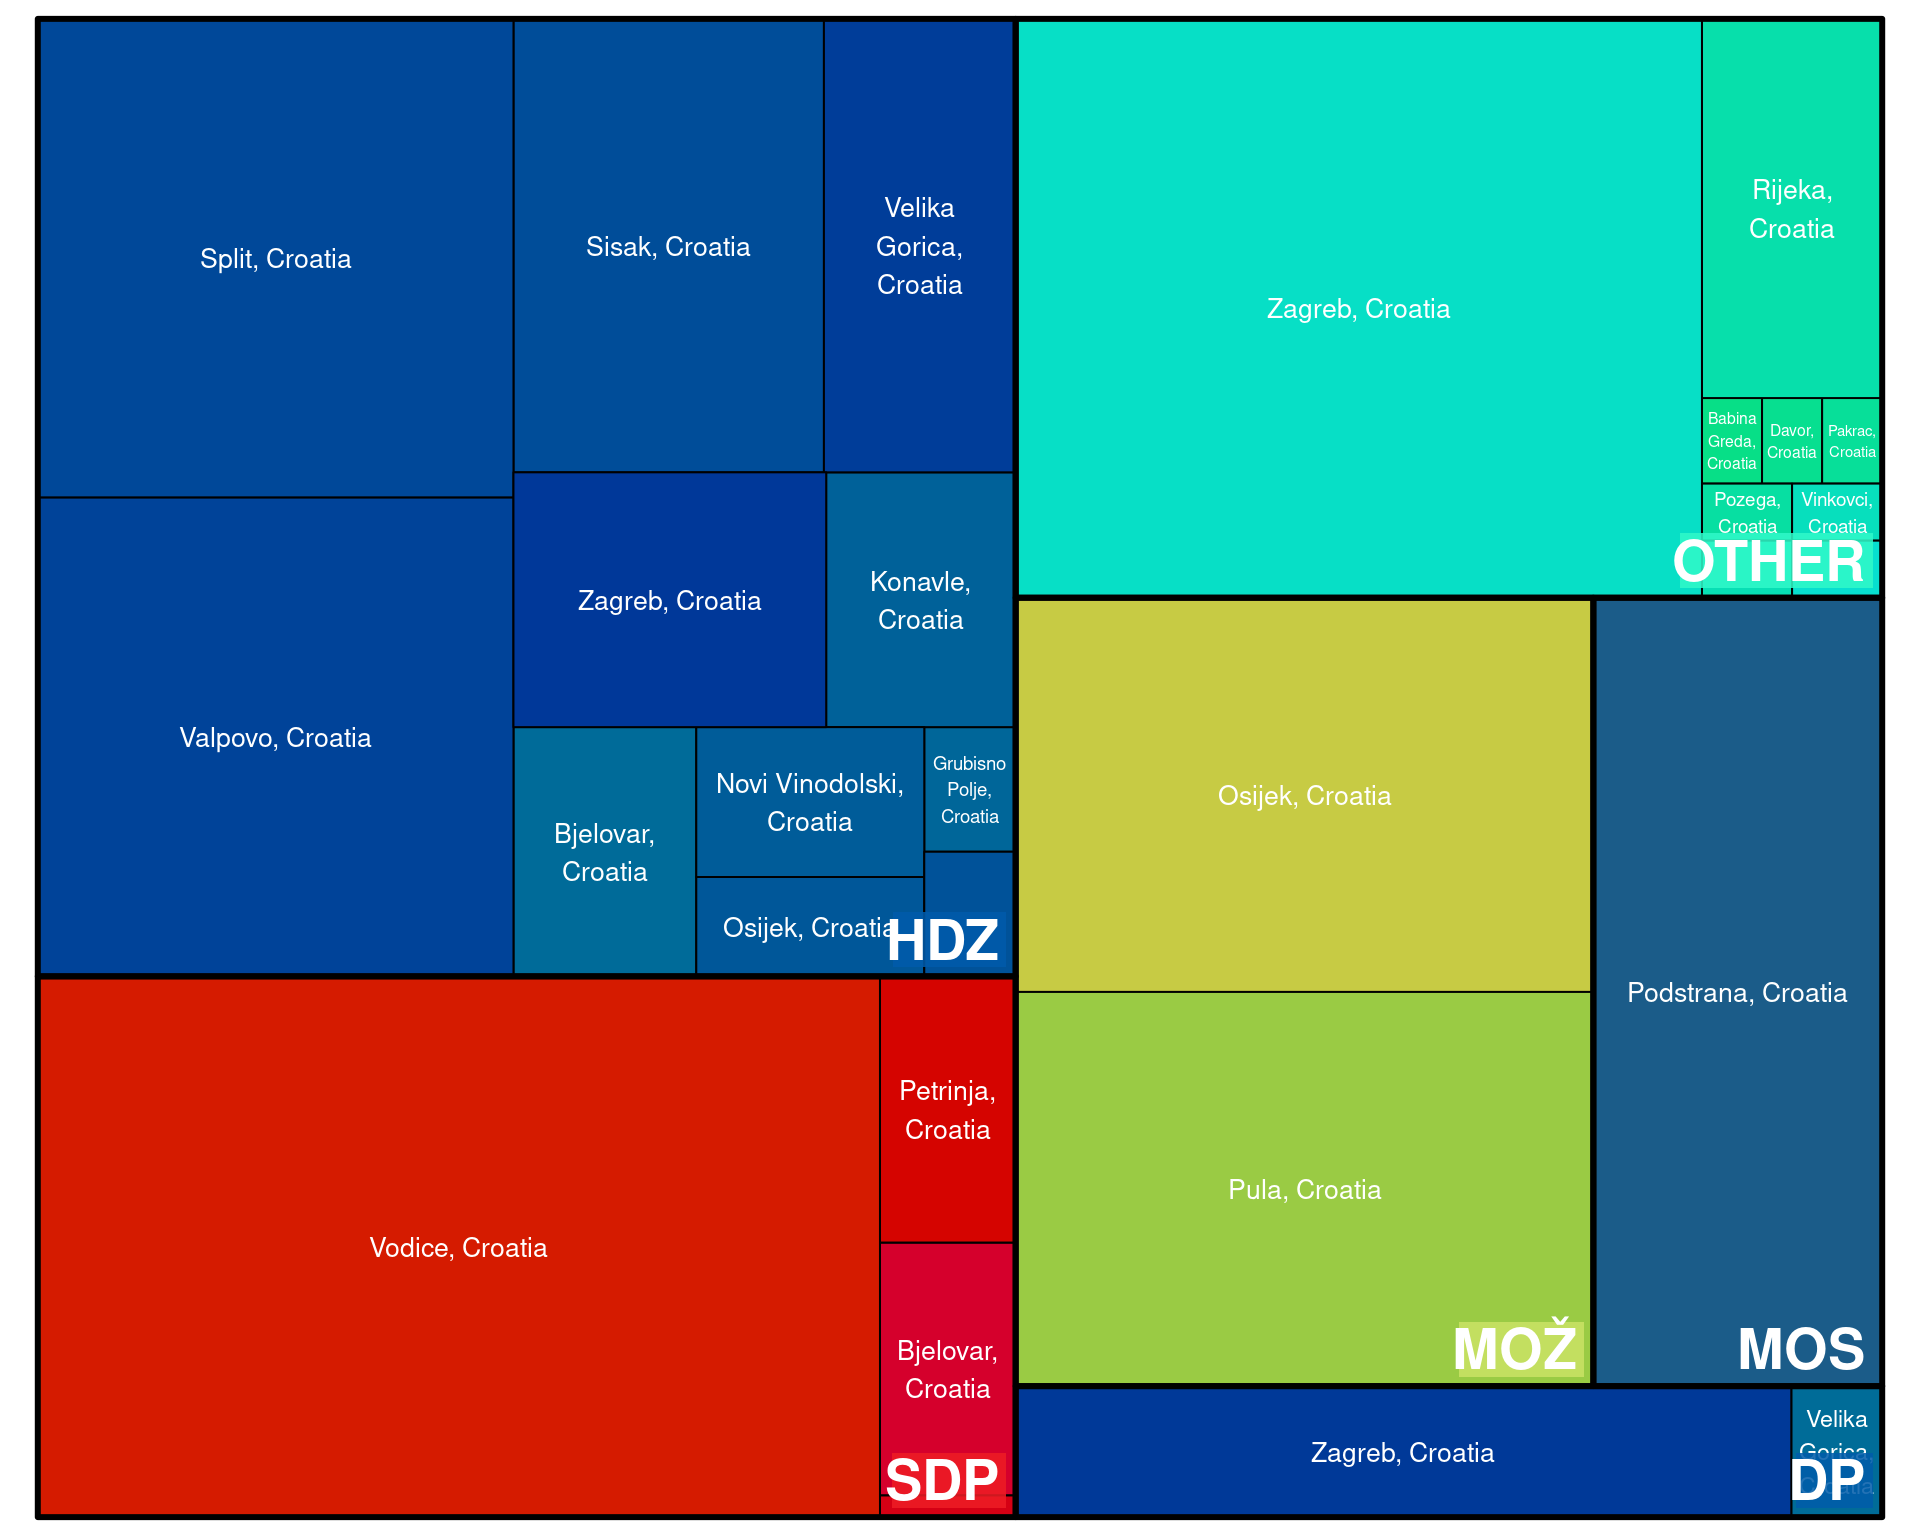 Split, Croatia
Sisak, Croatia
Velika
Gorica,
Croatia
Valpovo, Croatia
Zagreb, Croatia
Konavle,
Croatia
Bjelovar,
Croatia
Novi Vinodolski,
Croatia
Grubisno
Polje,
Croatia
Osijek, Croatia
HDZ
Vodice, Croatia
Petrinja,
Croatia
Bjelovar,
Croatia
SDP
Zagreb, Croatia
Rijeka,
Croatia
Babina
Greda,
Croatia
Davor,
Croatia
Pakrac,
Croatia
Pozega,
Croatia
Vinkovci,
Croatia
OTHER
Osijek, Croatia
Pula, Croatia
MOŽ
Podstrana, Croatia
MOS
Zagreb, Croatia
Velika
Gorica,
Croatia
DP